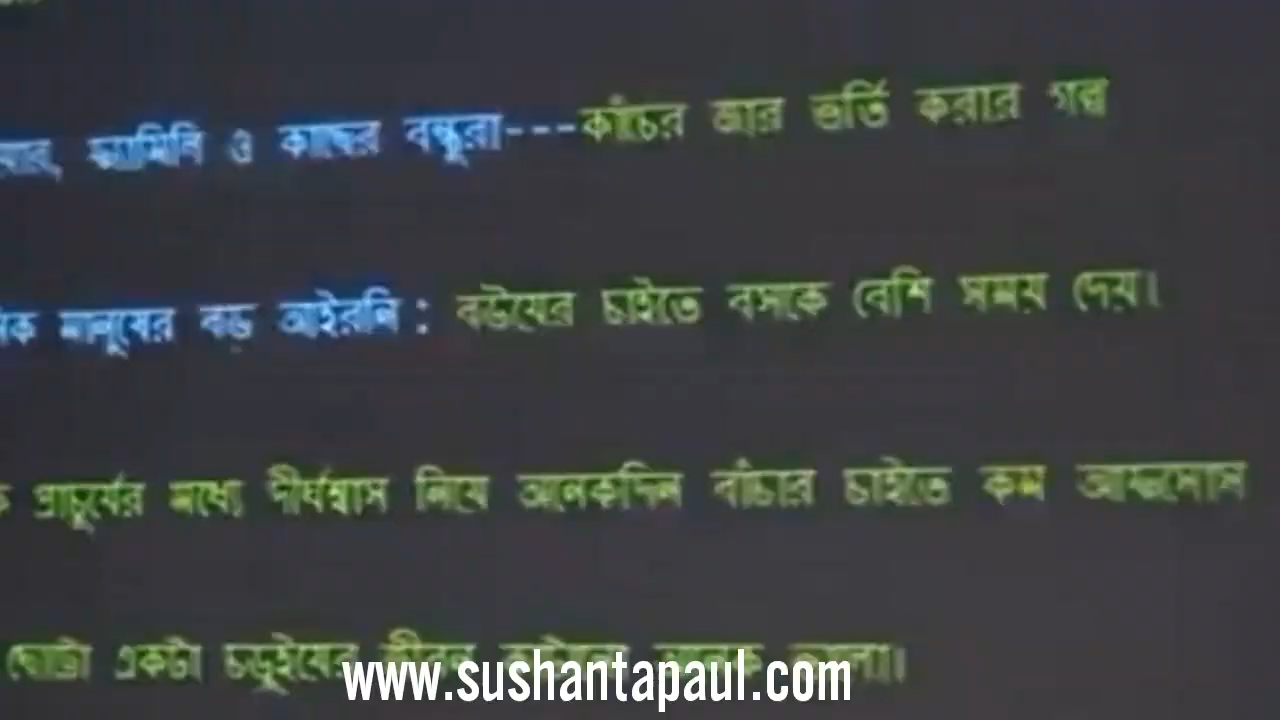 ফ্যামিলি ও কাছের বন্ধুরা---কাঁচের জার ভর্তি করার গল্প
মানুষের বড় আইরনি : বউয়ের চাইতে বসকে বেশি সময় দেয়।
প্রাচুর্যের মধ্যে দীর্ঘশ্বাস নিয়ে অনেকদিন বাঁচার চাইতে কম আফসোস
ছোট্টো একটা চড়ুইয়ের জীবন
www.sushantapaul.com